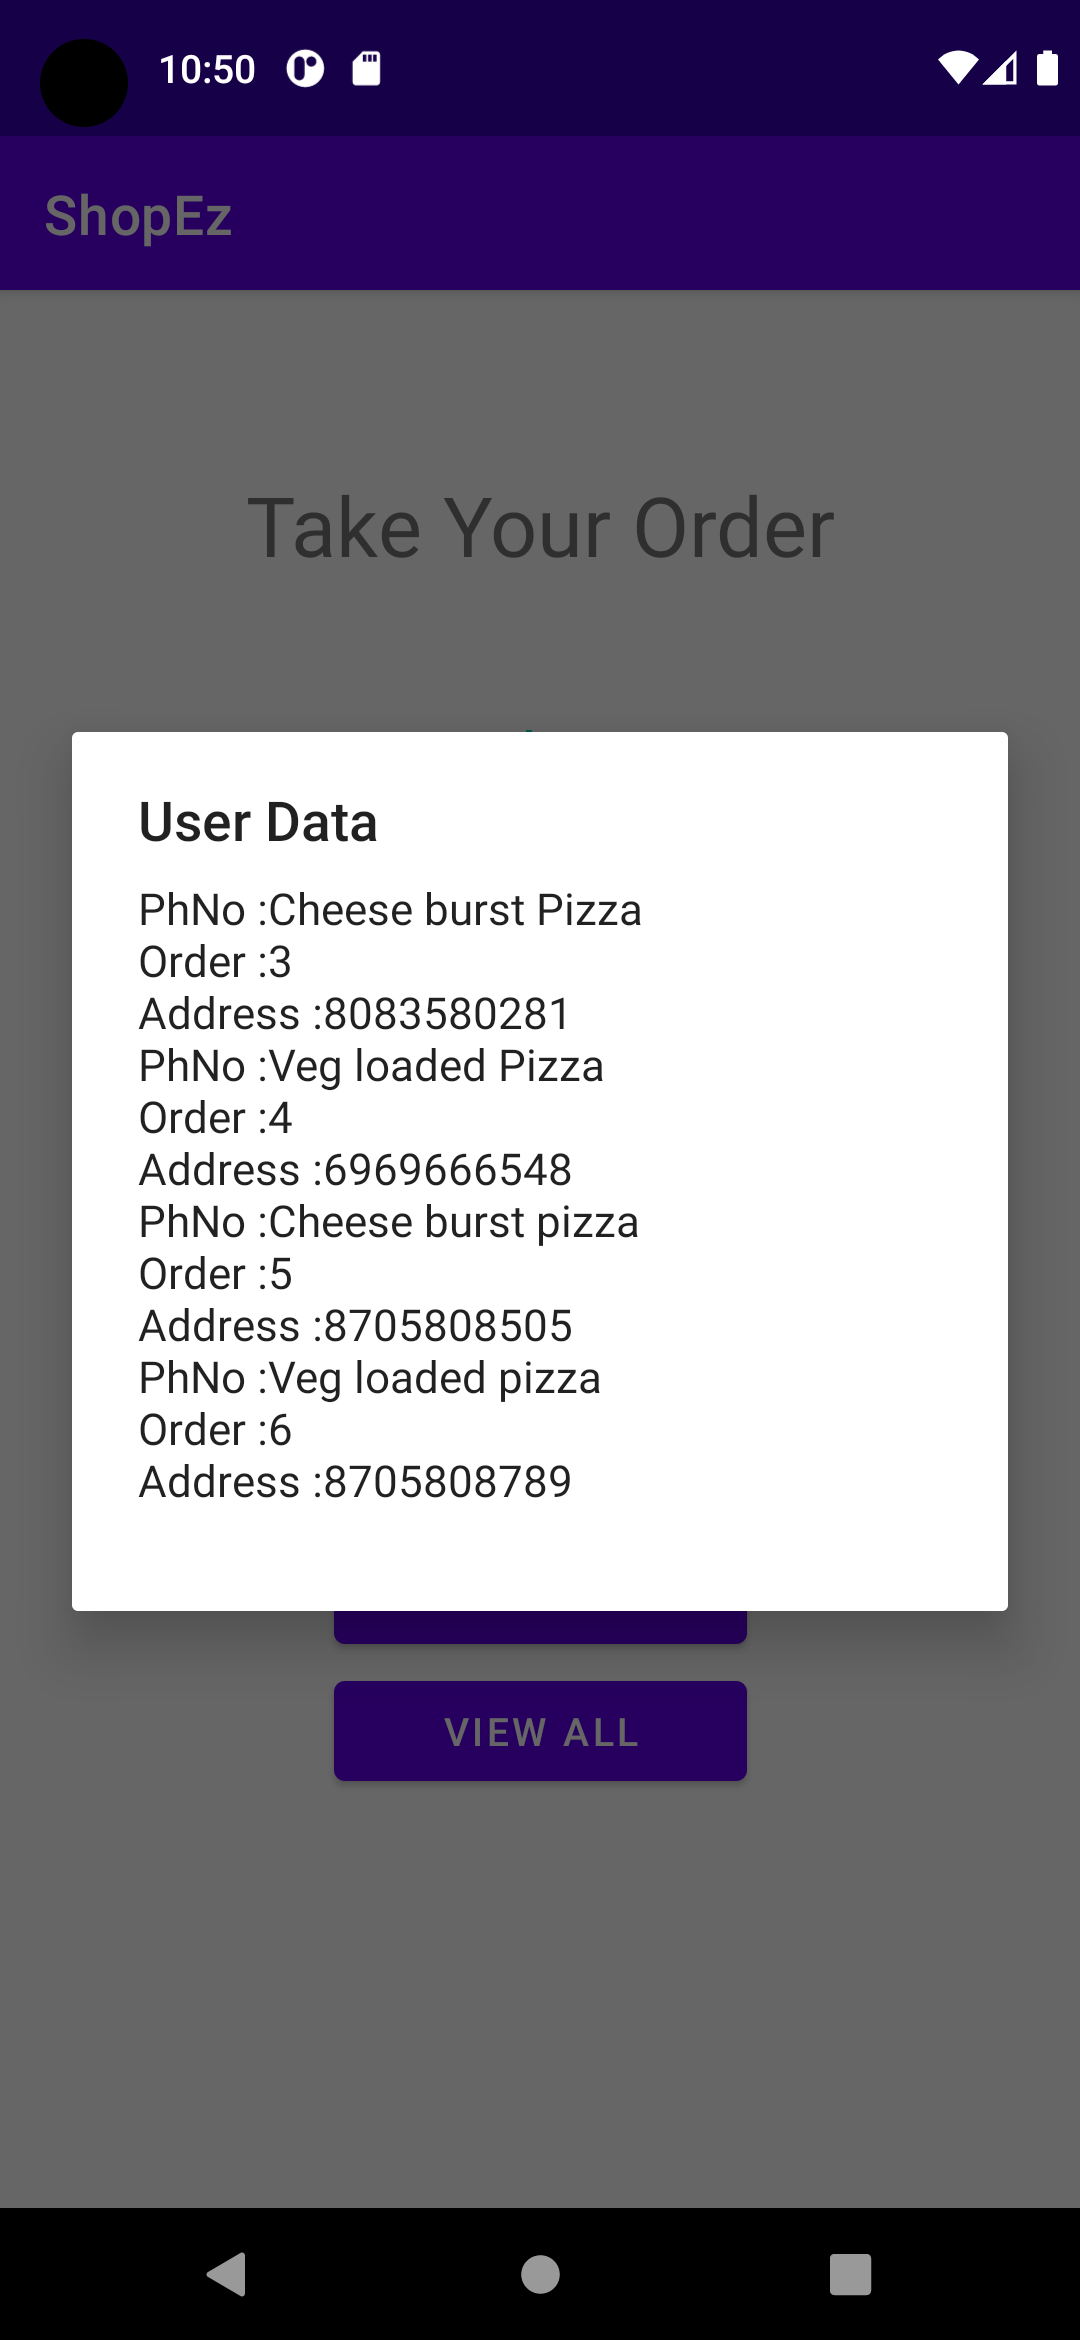 10:50
ShopEz
Take Your Order
User Data
PhNo :Cheese burst Pizza
Order :3
Address :8083580281
PhNo :Veg loaded Pizza
Order :4
Address :6969666548
PhNo :Cheese burst pizza
Order :5
Address :8705808505
PhNo :Veg loaded pizza
Order :6
Address :8705808789
VIEW ALL